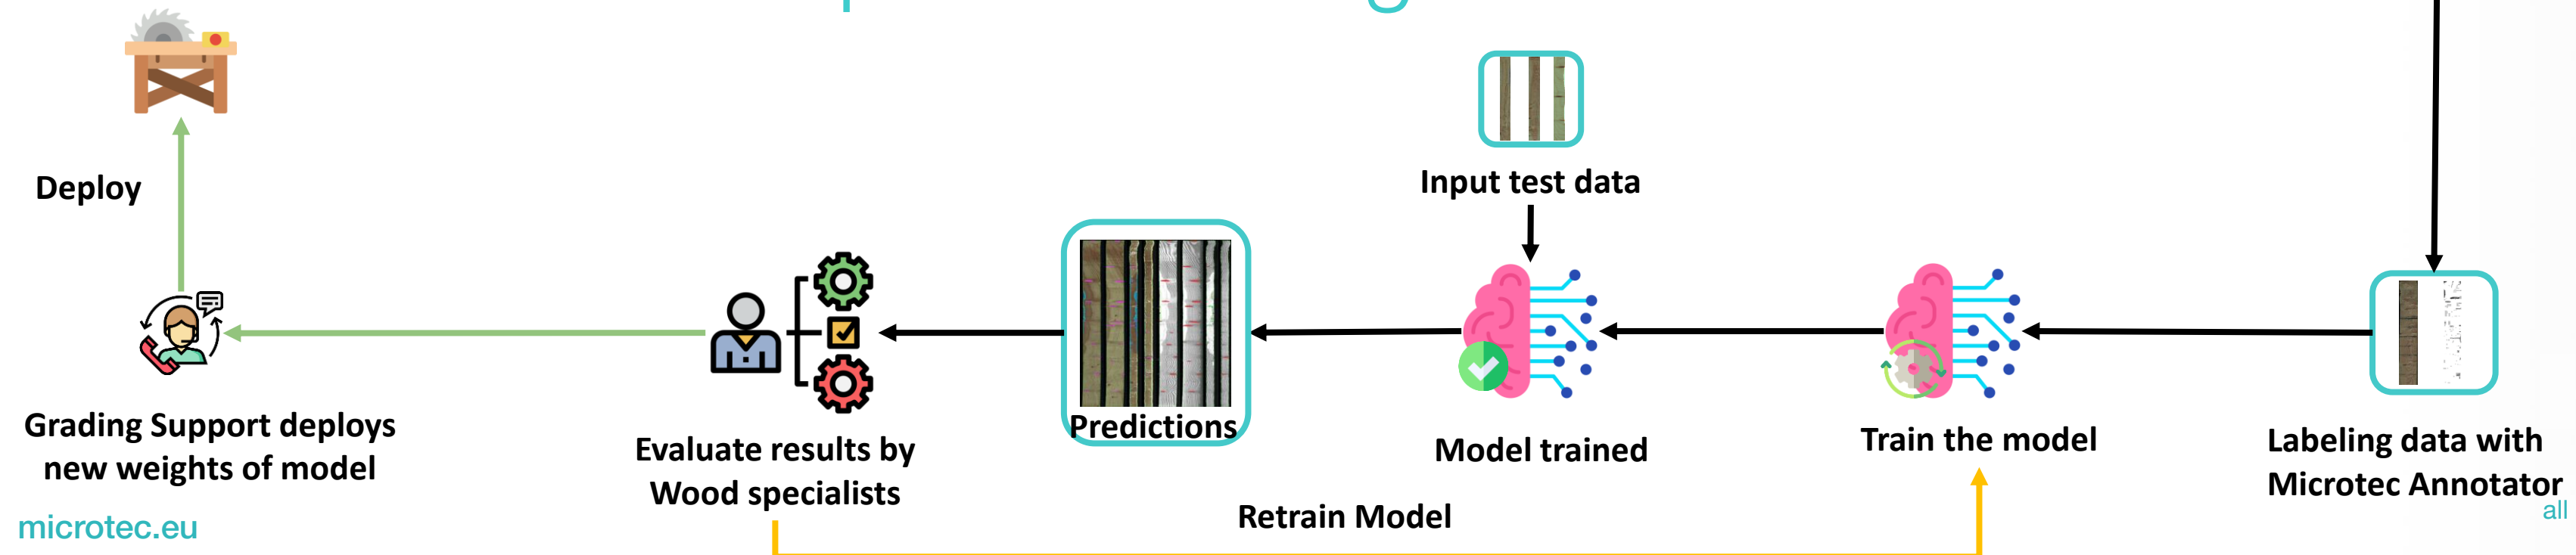 Deploy
Input test data
Predictions
Grading Support deploys
new weights of model
Evaluate results by
Wood specialists
Model trained
Train the model
Labeling data with
Microtec Annotator
Retrain Model
microtec.eu
all